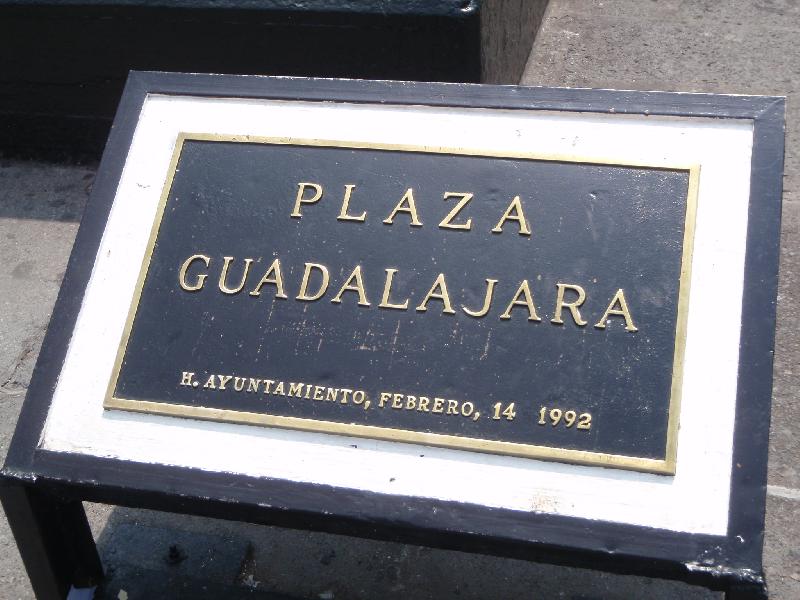 PLAZA
GUADALAJARA
H. AYUNTAMIENTO, FEBRERO, 14 1992